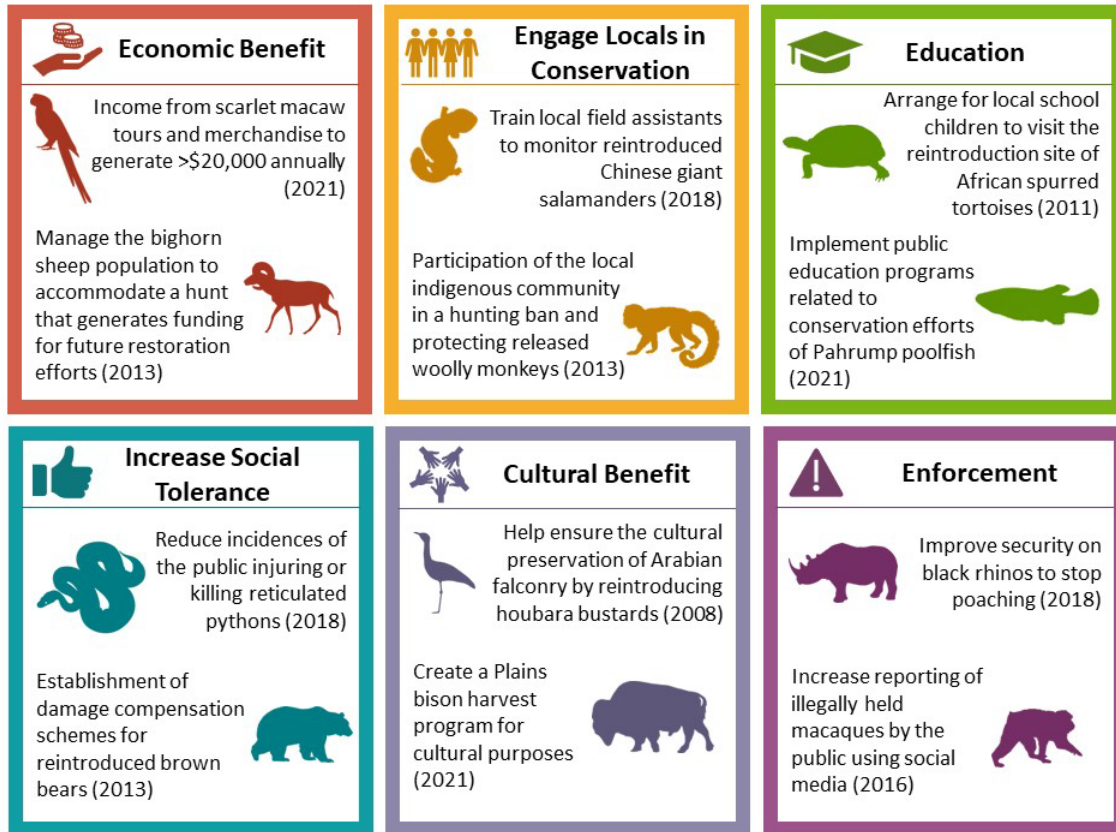 Economic Benefit
Income from scarlet macaw
tours and merchandise to
generate >$20,000 annually
(2021)
Manage the bighorn
sheep population to
accommodate a hunt
that generates funding
for future restoration
efforts (2013)
Engage Locals in
Conservation
Train local field assistants
to monitor reintroduced
Chinese giant
salamanders (2018)
Participation of the local
indigenous community
in a hunting ban and
protecting released
woolly monkeys (2013)
Education
Arrange for local school
children to visit the
reintroduction site of
African spurred
tortoises (2011)
Implement public
education programs
related to
conservation efforts
of Pahrump poolfish
(2021)
Increase Social
Tolerance
Reduce incidences of
the public injuring or
killing reticulated
pythons (2018)
Establishment of
damage compensation
schemes for
reintroduced brown
bears (2013)
Cultural Benefit
Help ensure the cultural
preservation of Arabian
falconry by reintroducing
houbara bustards (2008)
Create a Plains
bison harvest
program for
cultural purposes
(2021)
Enforcement
Improve security on
black rhinos to stop
poaching (2018)
Increase reporting of
illegally held
macaques by the
public using social
media (2016)